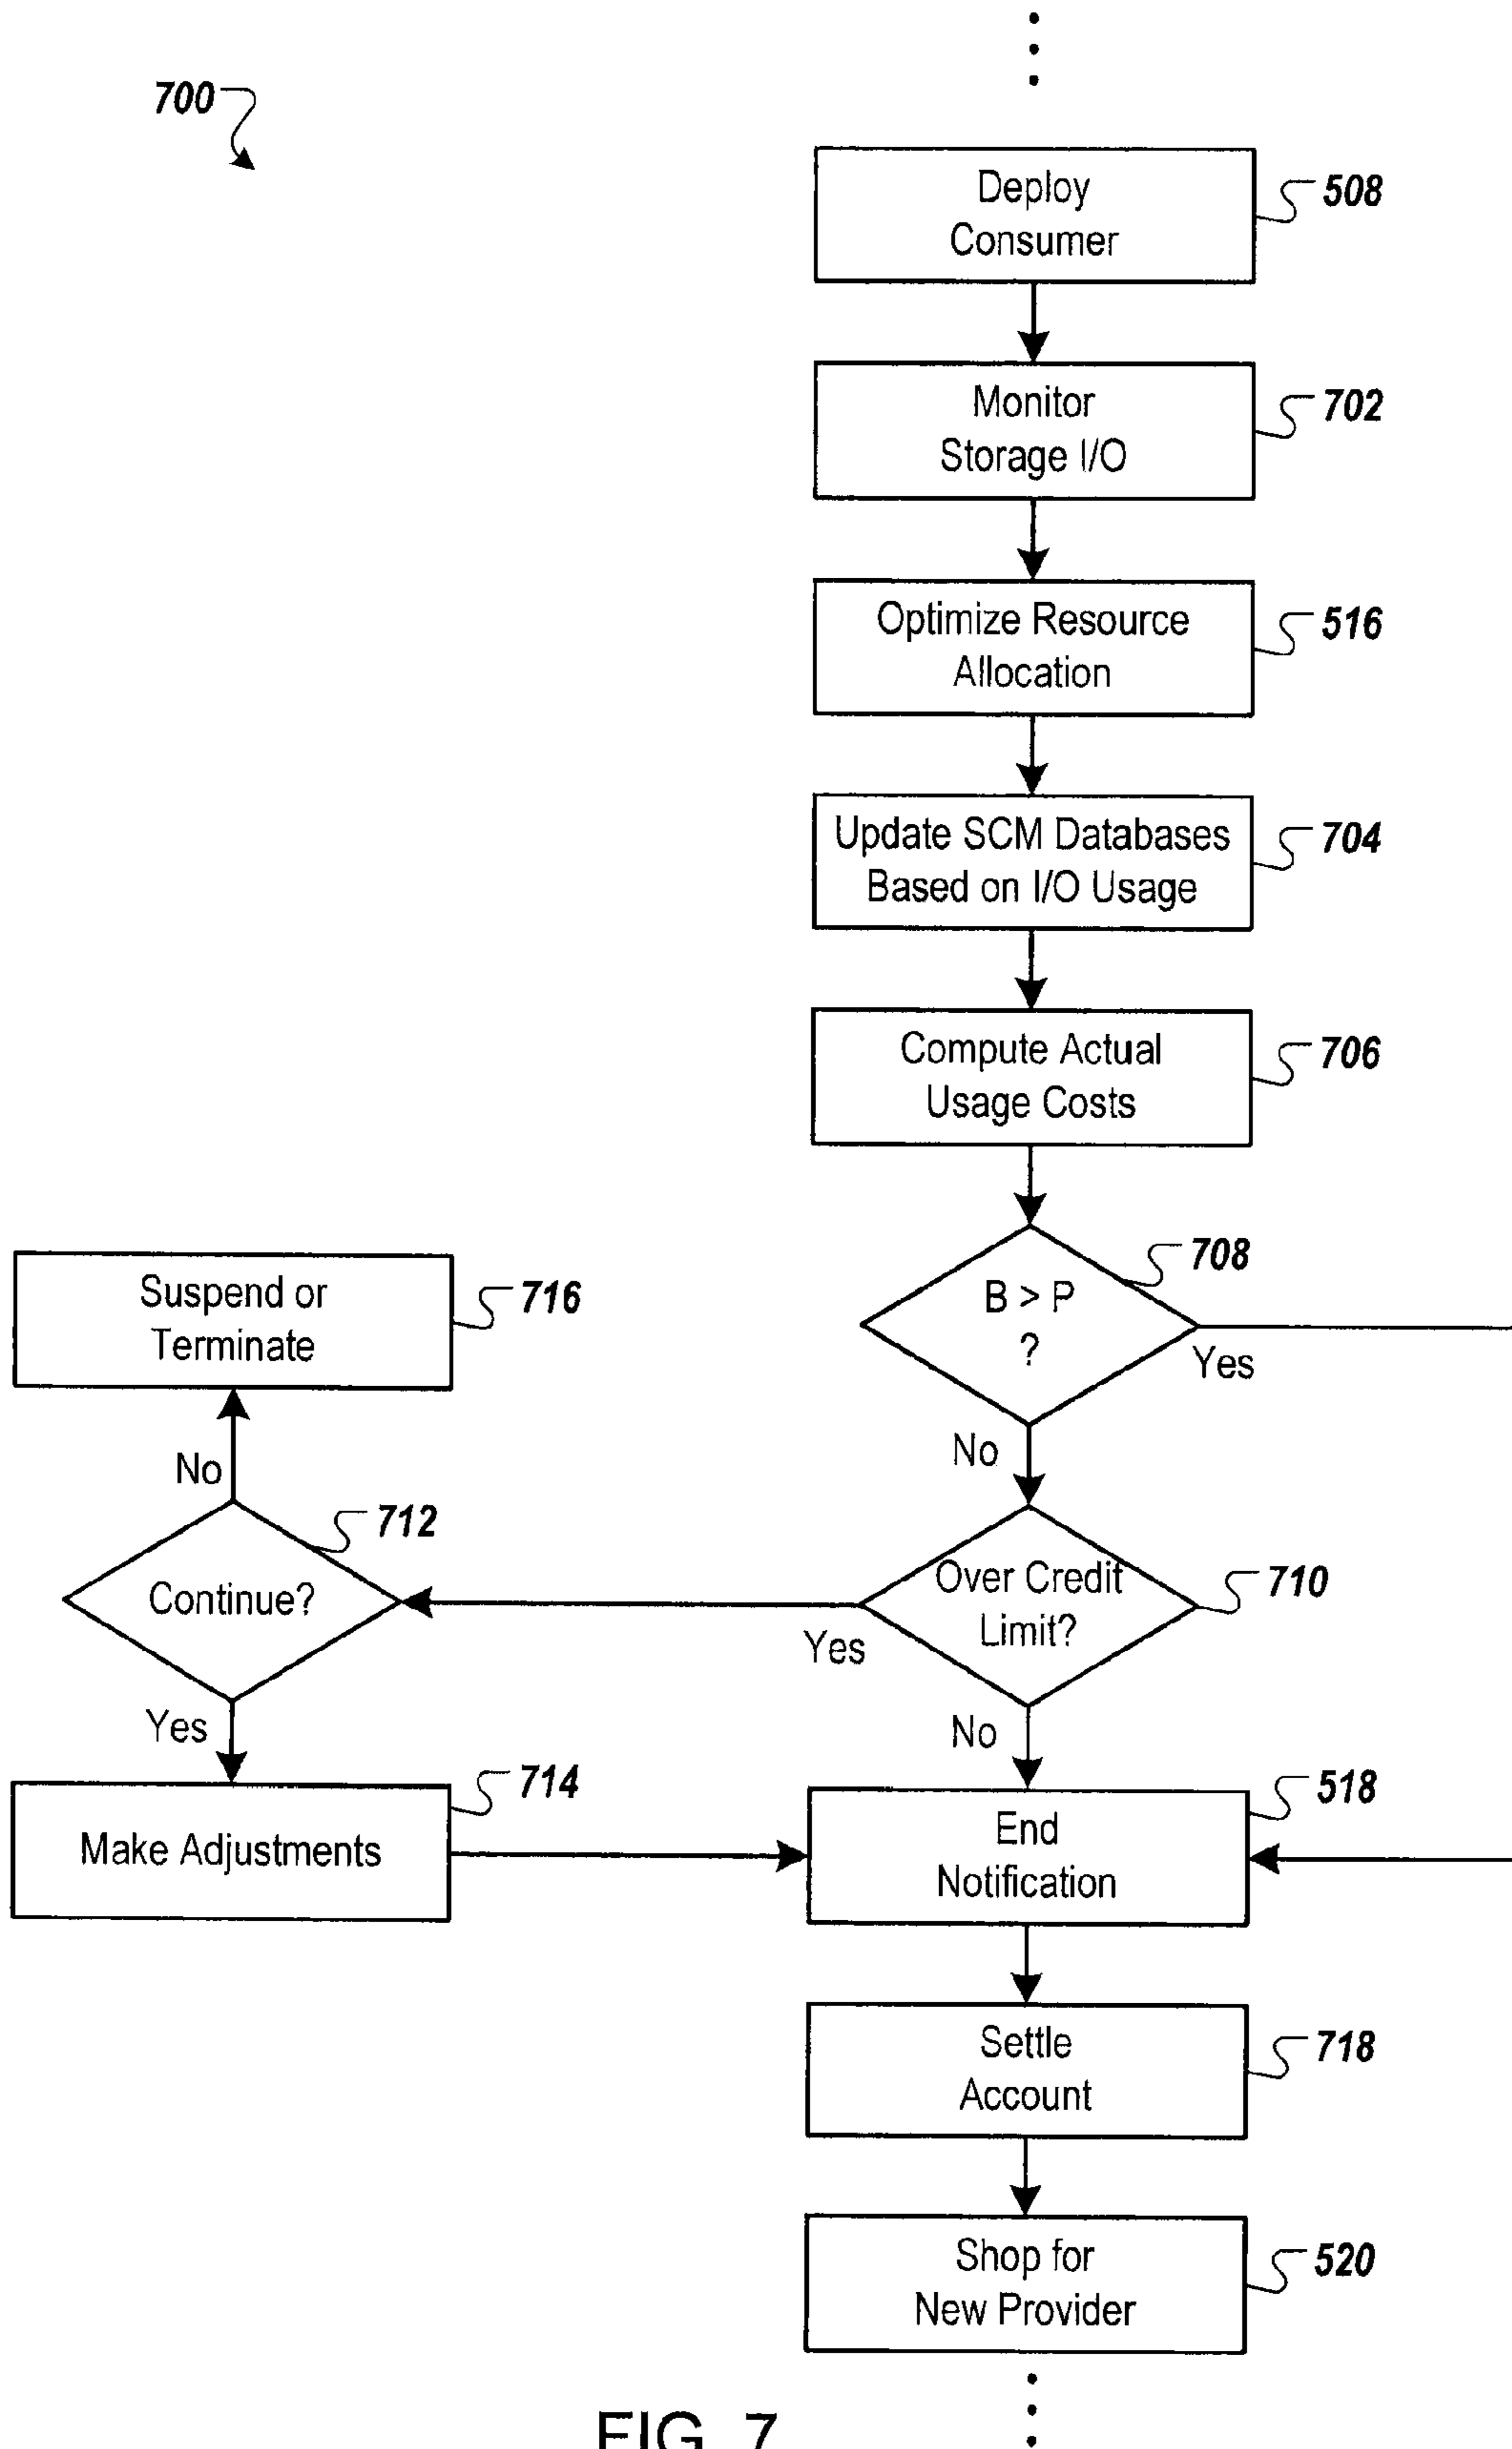 700
Deploy
Consumer
508
Monitor
Storage I/O
702
Optimize Resource
Allocation
516
Update SCM Databases
Based on I/O Usage
704
Compute Actual
Usage Costs
706
B > P
?
708
Yes
No
Suspend or
Terminate
716
No
Continue?
712
Over Credit
Limit?
710
Yes
Yes
No
Make Adjustments
714
End
Notification
518
Settle
Account
718
Shop for
New Provider
520
FIG. 7